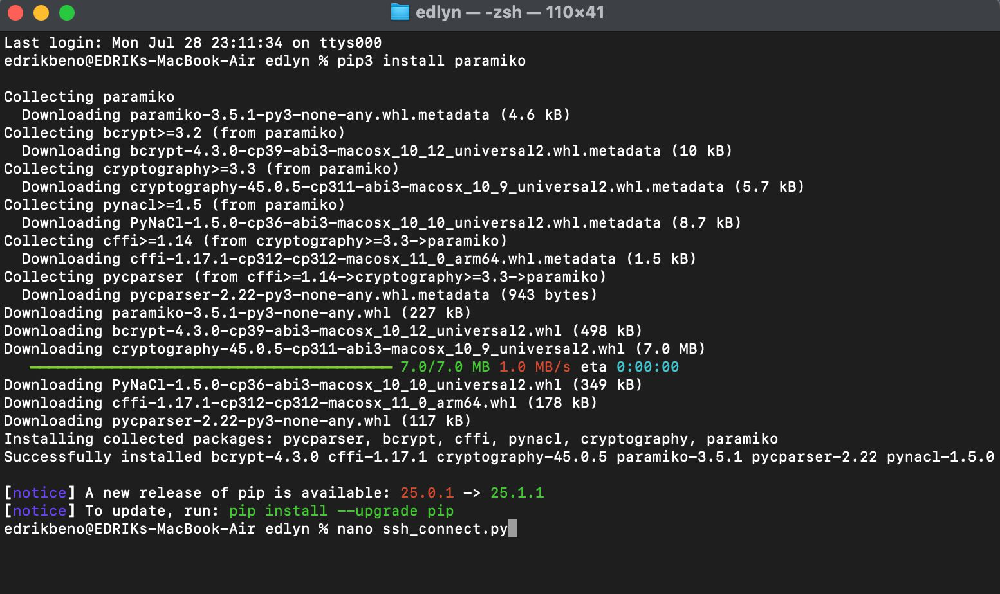 edlyn — -zsh — 110×41
Last login: Mon Jul 28 23:11:34 on ttys000
edrikbeno@EDRIKs-MacBook-Air edlyn % pip3 install paramiko
Collecting paramiko
  Downloading paramiko-3.5.1-py3-none-any.whl.metadata (4.6 kB)
Collecting bcrypt>=3.2 (from paramiko)
  Downloading bcrypt-4.3.0-cp39-abi3-macosx_10_12_universal2.whl.metadata (10 kB)
Collecting cryptography>=3.3 (from paramiko)
  Downloading cryptography-45.0.5-cp311-abi3-macosx_10_9_universal2.whl.metadata (5.7 kB)
Collecting pynacl>=1.5 (from paramiko)
  Downloading PyNaCl-1.5.0-cp36-abi3-macosx_10_10_universal2.whl.metadata (8.7 kB)
Collecting cffi>=1.14 (from cryptography>=3.3->paramiko)
  Downloading cffi-1.17.1-cp312-cp312-macosx_11_0_arm64.whl.metadata (1.5 kB)
Collecting pycparser (from cffi>=1.14->cryptography>=3.3->paramiko)
  Downloading pycparser-2.22-py3-none-any.whl.metadata (943 bytes)
Downloading paramiko-3.5.1-py3-none-any.whl (227 kB)
Downloading bcrypt-4.3.0-cp39-abi3-macosx_10_12_universal2.whl (498 kB)
Downloading cryptography-45.0.5-cp311-abi3-macosx_10_9_universal2.whl (7.0 MB)
7.0/7.0 MB 1.0 MB/s eta 0:00:00
Downloading PyNaCl-1.5.0-cp36-abi3-macosx_10_10_universal2.whl (349 kB)
Downloading cffi-1.17.1-cp312-cp312-macosx_11_0_arm64.whl (178 kB)
Downloading pycparser-2.22-py3-none-any.whl (117 kB)
Installing collected packages: pycparser, bcrypt, cffi, pynacl, cryptography, paramiko
Successfully installed bcrypt-4.3.0 cffi-1.17.1 cryptography-45.0.5 paramiko-3.5.1 pycparser-2.22 pynacl-1.5.0
[notice] A new release of pip is available: 25.0.1 -> 25.1.1
[notice] To update, run: pip install --upgrade pip
edrikbeno@EDRIKs-MacBook-Air edlyn % nano ssh_connect.py